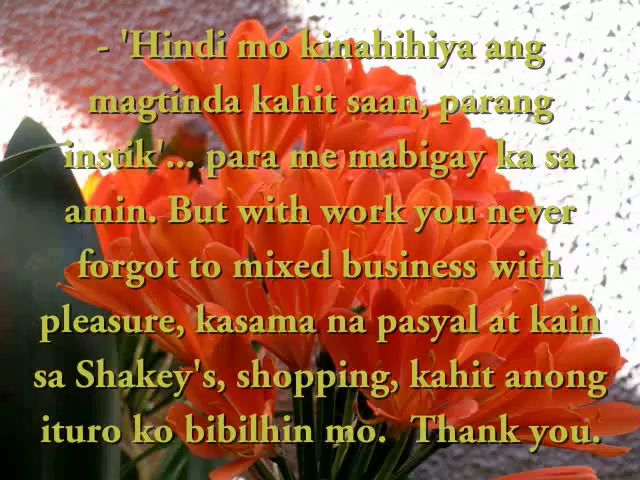 - 'Hindi mo kinahihiya ang
magtinda kahit saan, parang
instik'... para me mabigay ka sa
amin. But with work you never
forgot to mixed business with
pleasure, kasama na pasyal at kain
sa Shakey's, shopping, kahit anong
ituro ko bibilhin mo. Thank you.